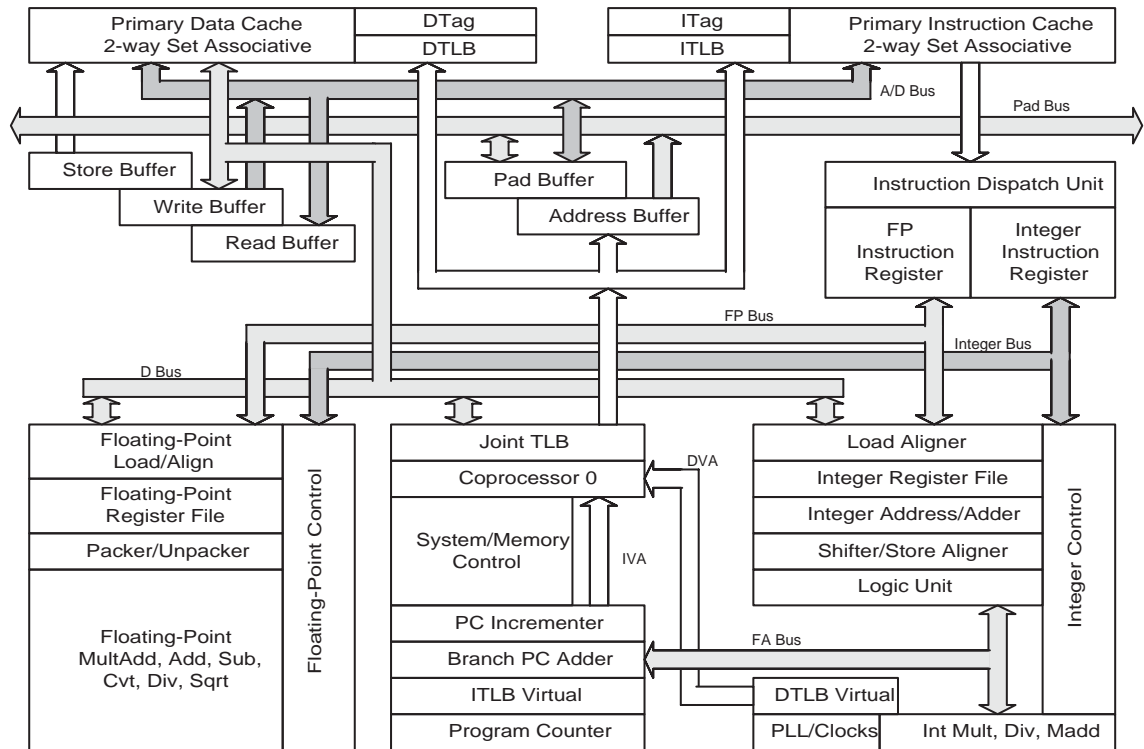 Primary Data Cache
2-way Set Associative
DTag
DTLB
ITag
ITLB
Primary Instruction Cache
2-way Set Associative
A/D Bus
Pad Bus
Store Buffer
Write Buffer
Read Buffer
Pad Buffer
Address Buffer
Instruction Dispatch Unit
FP
Instruction
Register
Integer
Instruction
Register
FP Bus
Integer Bus
D Bus
Floating-Point
Load/Align
Floating-Point
Register File
Packer/Unpacker
Floating-Point
MultAdd, Add, Sub,
Cvt, Div, Sqrt
Floating-Point Control
Joint TLB
Coprocessor 0
System/Memory
Control
PC Incrementer
Branch PC Adder
ITLB Virtual
Program Counter
DVA
IVA
FA Bus
Load Aligner
Integer Register File
Integer Address/Adder
Shifter/Store Aligner
Logic Unit
Integer Control
DTLB Virtual
PLL/Clocks
Int Mult, Div, Madd